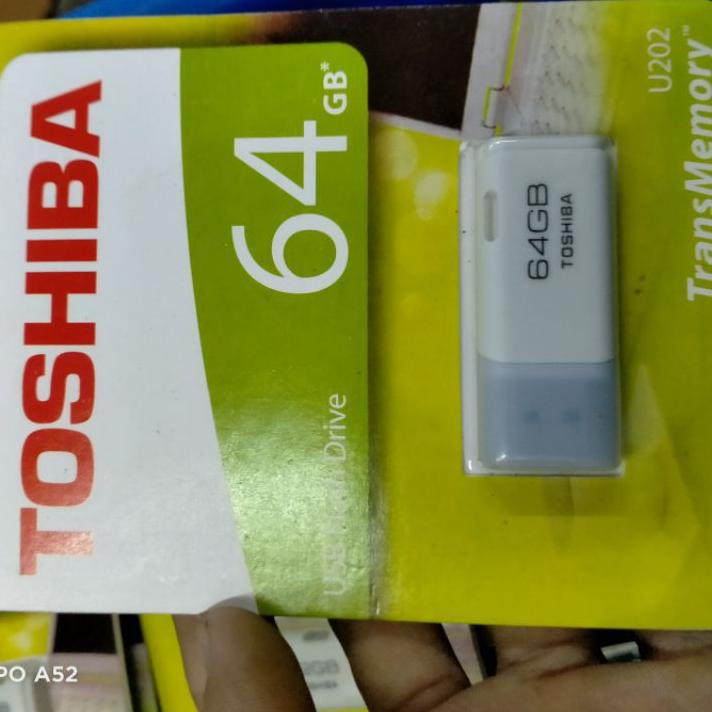 TOSHIBA
64 GB*
USB Flash Drive
64GB
TOSHIBA
U202
TransMemory™
PO A52